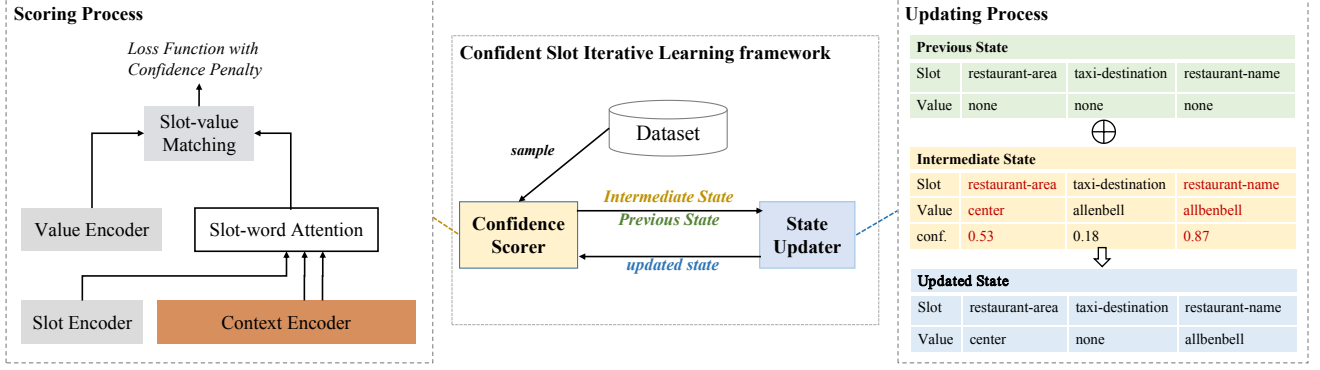 Scoring Process
Loss Function with
Confidence Penalty
Slot-value
Matching
Value Encoder
Slot-word Attention
Slot Encoder
Context Encoder
Confident Slot Iterative Learning framework
Dataset
sample
Intermediate State
Previous State
Confidence
Scorer
State
Updater
updated state
Updating Process
Previous State
Slot restaurant-area taxi-destination restaurant-name
Value none none none
Intermediate State
Slot restaurant-area taxi-destination restaurant-name
Value center allenbell allbenbell
conf. 0.53 0.18 0.87
Updated State
Slot restaurant-area taxi-destination restaurant-name
Value center none allbenbell